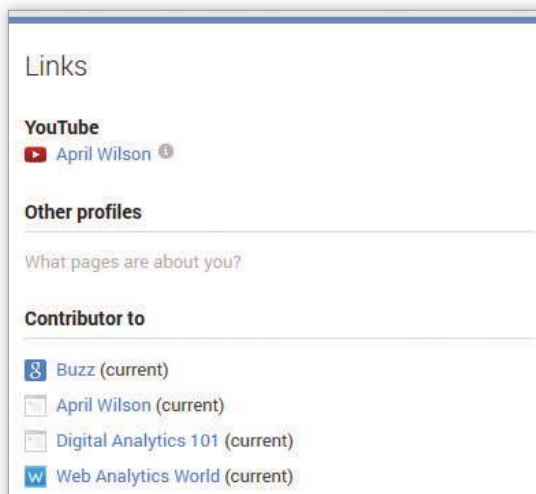 Links
YouTube
April Wilson
Other profiles
What pages are about you?
Contributor to
Buzz (current)
April Wilson (current)
Digital Analytics 101 (current)
Web Analytics World (current)